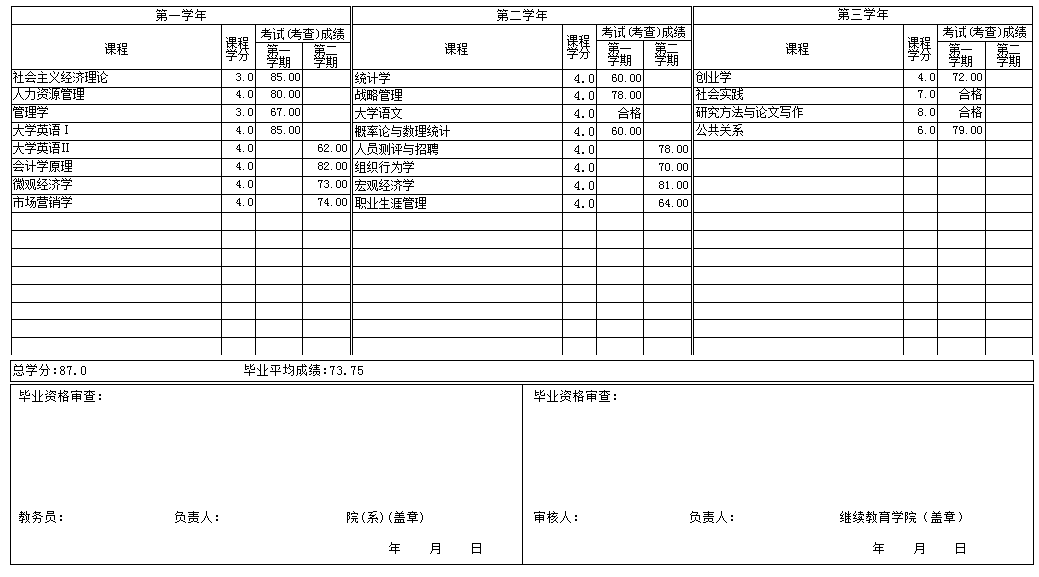 第一学年 第二学年 第三学年
课程 课程学分 考试(考查)成绩 课程 课程学分 考试(考查)成绩 课程 课程学分 考试(考查)成绩
第一学期 第二学期 第一学期 第二学期 第一学期 第二学期
社会主义经济理论 3.0 85.00 统计学 4.0 60.00 创业学 4.0 72.00
人力资源管理 4.0 80.00 战略管理 4.0 78.00 社会实践 7.0 合格
管理学 3.0 67.00 大学语文 4.0 合格 研究方法与论文写作 8.0 合格
大学英语Ⅰ 4.0 85.00 概率论与数理统计 4.0 60.00 公共关系 6.0 79.00
大学英语Ⅱ 4.0 62.00 人员测评与招聘 4.0 78.00
会计学原理 4.0 82.00 组织行为学 4.0 70.00
微观经济学 4.0 73.00 宏观经济学 4.0 81.00
市场营销学 4.0 74.00 职业生涯管理 4.0 64.00
总学分:87.0 毕业平均成绩:73.75
毕业资格审查: 毕业资格审查:
教务员: 负责人: 院(系)(盖章) 审核人: 负责人: 继续教育学院(盖章)
年 月 日 年 月 日